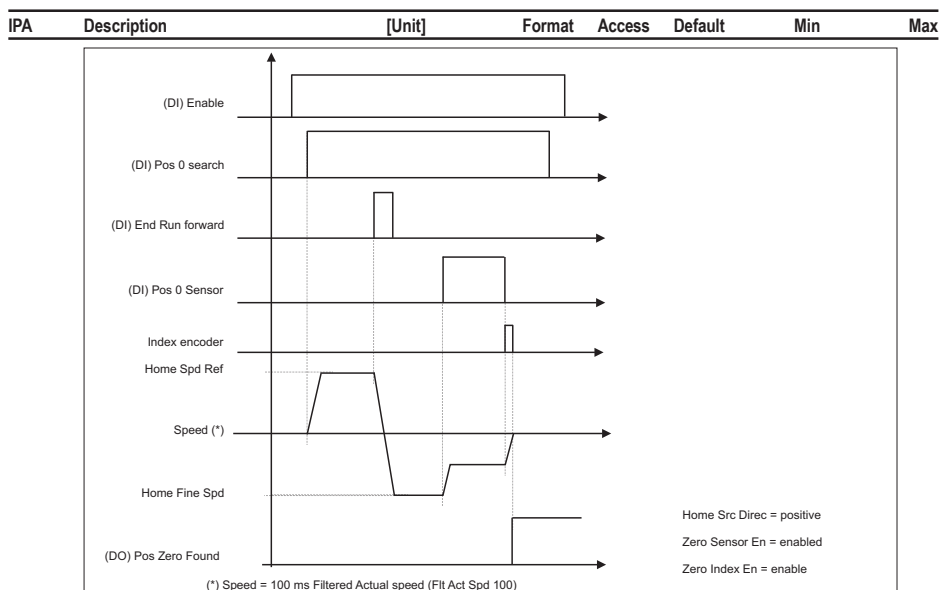 IPA Description [Unit] Format Access Default Min Max
(DI) Enable
(DI) Pos 0 search
(DI) End Run forward
(DI) Pos 0 Sensor
Index encoder
Home Spd Ref
Speed (*)
Home Fine Spd
Home Src Direc = positive
Zero Sensor En = enabled
(DO) Pos Zero Found
Zero Index En = enable
(*) Speed = 100 ms Filtered Actual speed (Flt Act Spd 100)